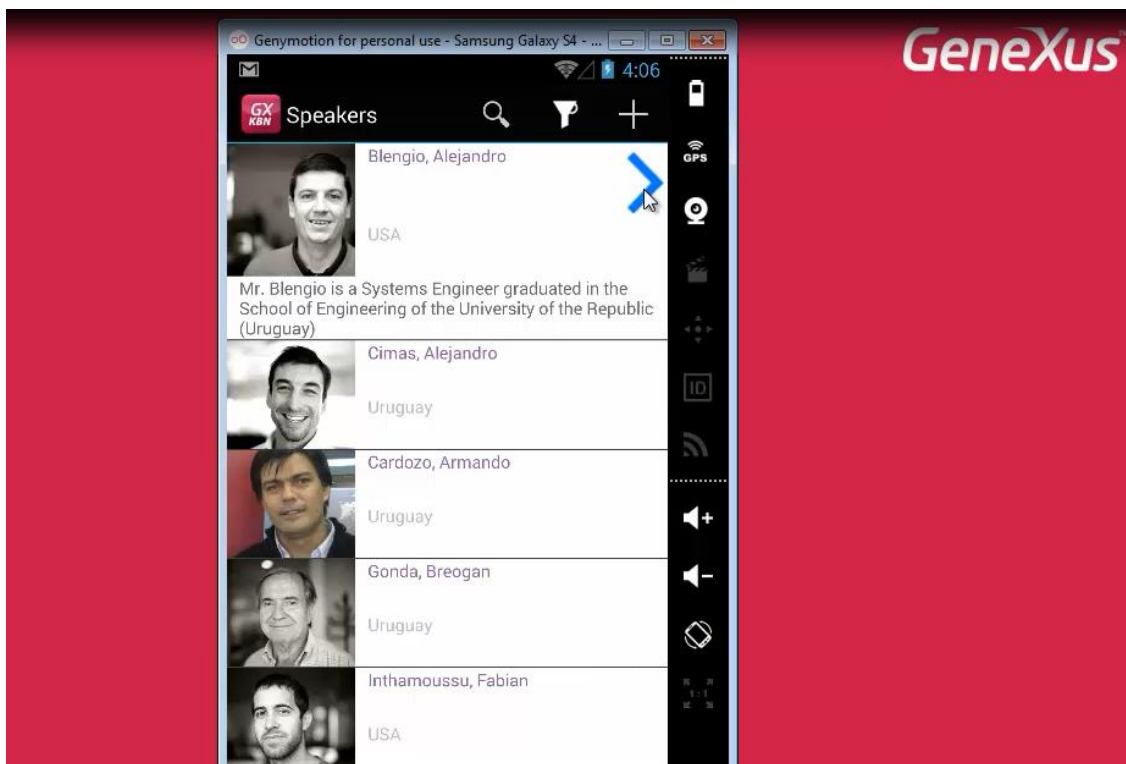 Genymotion for personal use - Samsung Galaxy S4 - ...
GeneXus
4:06
GX
KBN
Speakers
GPS
Blengio, Alejandro
USA
Mr. Blengio is a Systems Engineer graduated in the
School of Engineering of the University of the Republic
(Uruguay)
Cimas, Alejandro
Uruguay
ID
Cardozo, Armando
Uruguay
Gonda, Breogan
Uruguay
Inthamoussu, Fabian
1:1
USA